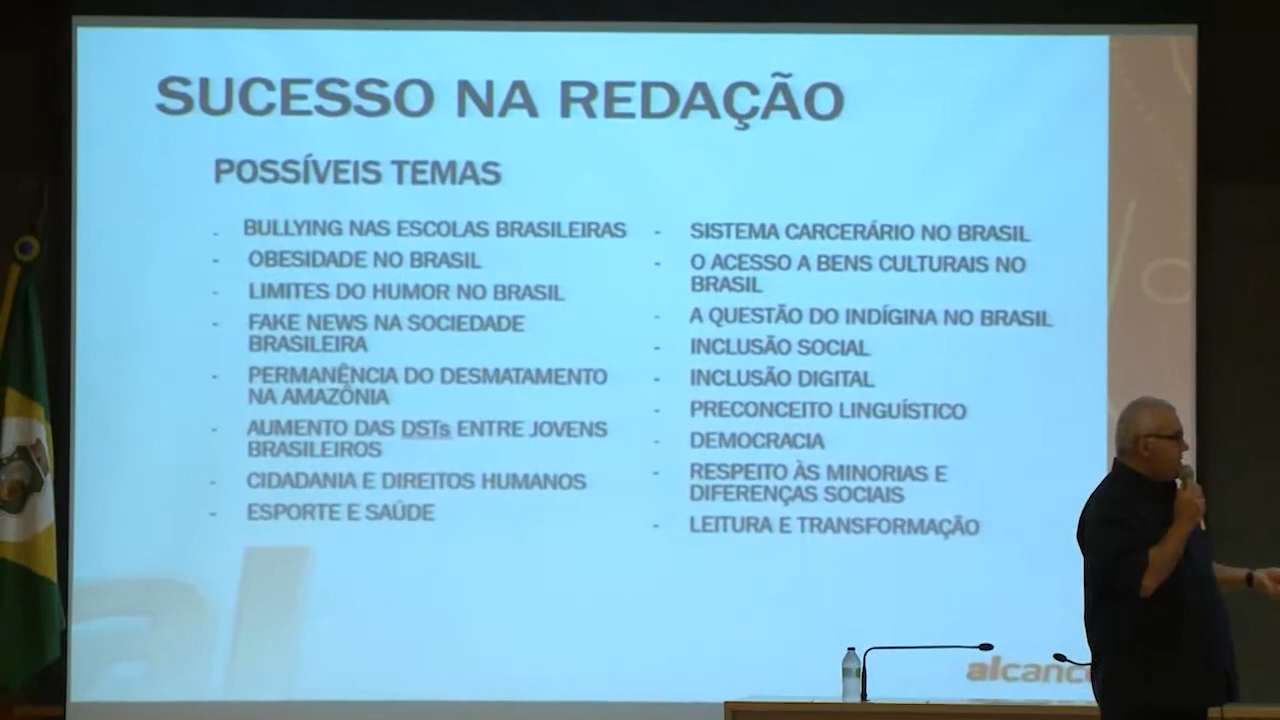 SUCESSO NA REDAÇÃO
POSSÍVEIS TEMAS
- BULLYING NAS ESCOLAS BRASILEIRAS
- OBESIDADE NO BRASIL
- LIMITES DO HUMOR NO BRASIL
- FAKE NEWS NA SOCIEDADE
BRASILEIRA
- PERMANÊNCIA DO DESMATAMENTO
NA AMAZÔNIA
- AUMENTO DAS DSTs ENTRE JOVENS
BRASILEIROS
- CIDADANIA E DIREITOS HUMANOS
- ESPORTE E SAÚDE
- SISTEMA CARCERÁRIO NO BRASIL
- O ACESSO A BENS CULTURAIS NO
BRASIL
- A QUESTÃO DO INDÍGINA NO BRASIL
- INCLUSÃO SOCIAL
- INCLUSÃO DIGITAL
- PRECONCEITO LINGUÍSTICO
- DEMOCRACIA
- RESPEITO ÀS MINORIAS E
DIFERENÇAS SOCIAIS
- LEITURA E TRANSFORMAÇÃO
alcance